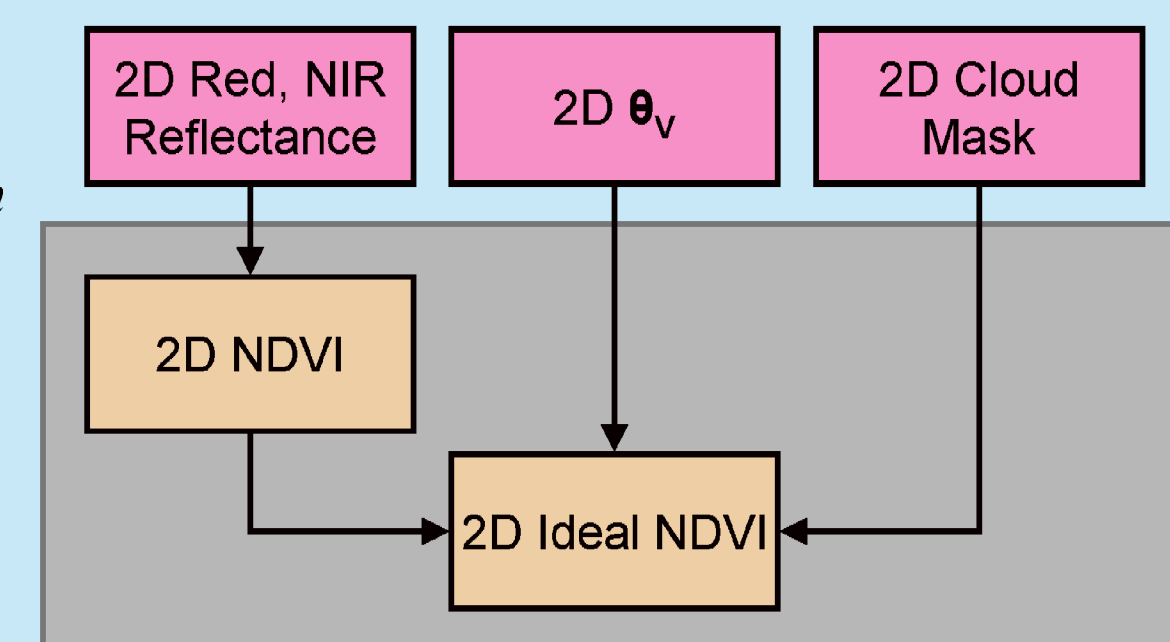 2D Red, NIR
Reflectance
2D θv
2D Cloud
Mask
2D NDVI
2D Ideal NDVI